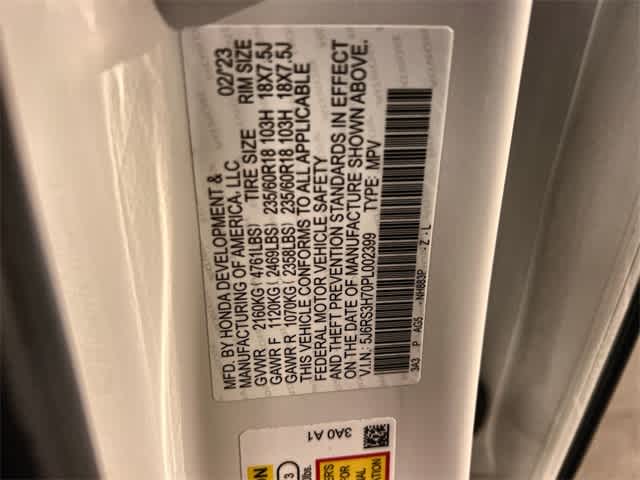 MFD. BY HONDA DEVELOPMENT & 02/'23
MANUFACTURING OF AMERICA, LLC
TIRE SIZE RIM SIZE
GVWR 2160KG ( 4761LBS)
GAWR F 1120KG ( 2469LBS) 235/60R18 103H 18X7.5J
GAWR R 1070KG ( 2358LBS) 235/60R18 103H 18X7.5J
THIS VEHICLE CONFORMS TO ALL APPLICABLE
FEDERAL MOTOR VEHICLE SAFETY
AND THEFT PREVENTION STANDARDS IN EFFECT
ON THE DATE OF MANUFACTURE SHOWN ABOVE.
V.I.N: 5J6RS3H70PL002399 TYPE: MPV
3A3 P AG5 -NH883P Z - L
3A0 A1
3
lbs.